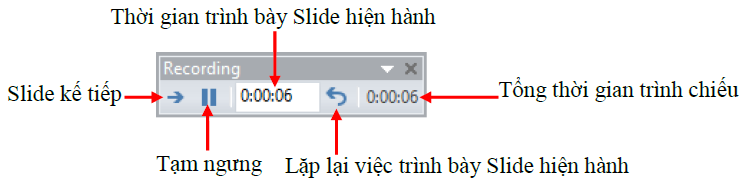 Thời gian trình bày Slide hiện hành
Recording
Slide kế tiếp
0:00:06
0:00:06
Tổng thời gian trình chiếu
Tạm ngưng
Lặp lại việc trình bày Slide hiện hành